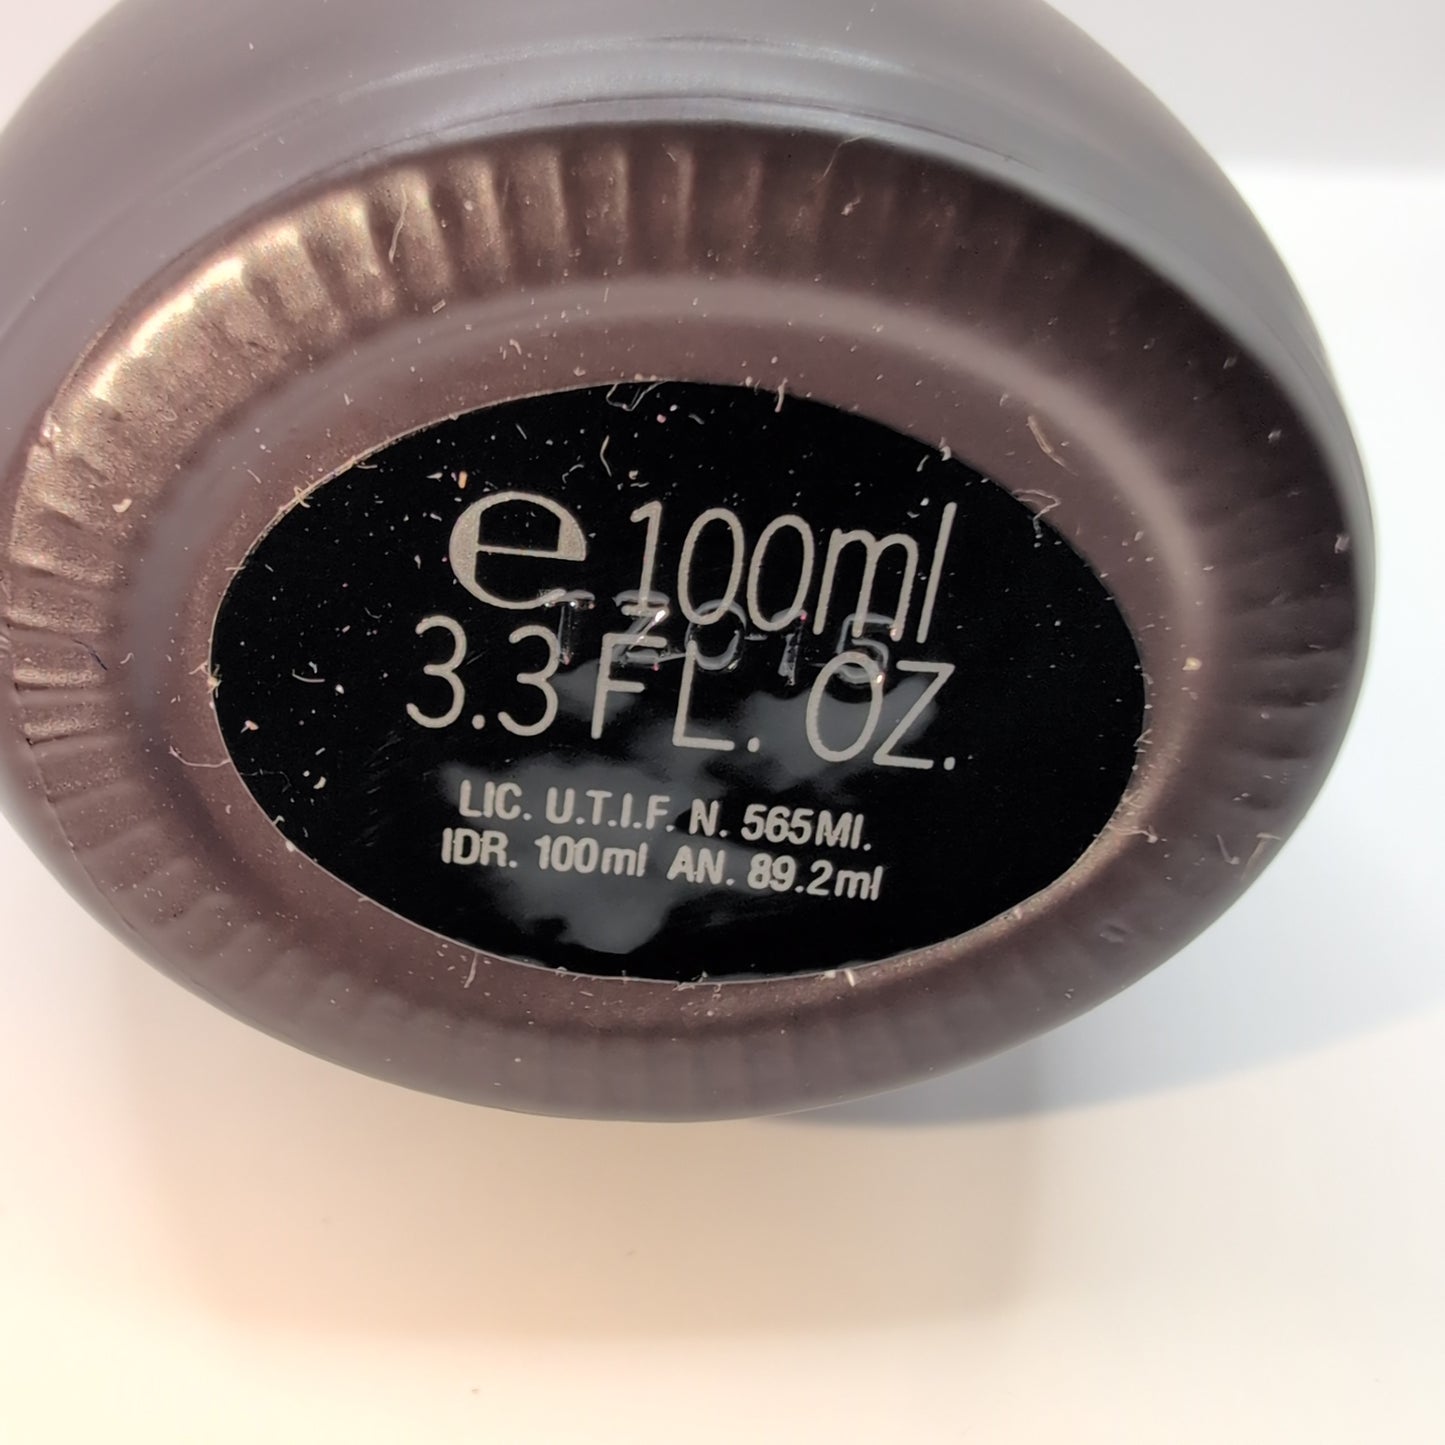 e 100ml
3.3 FL. OZ.
LIC. U.T.I.F. N. 565MI.
IDR. 100ml AN. 89.2ml